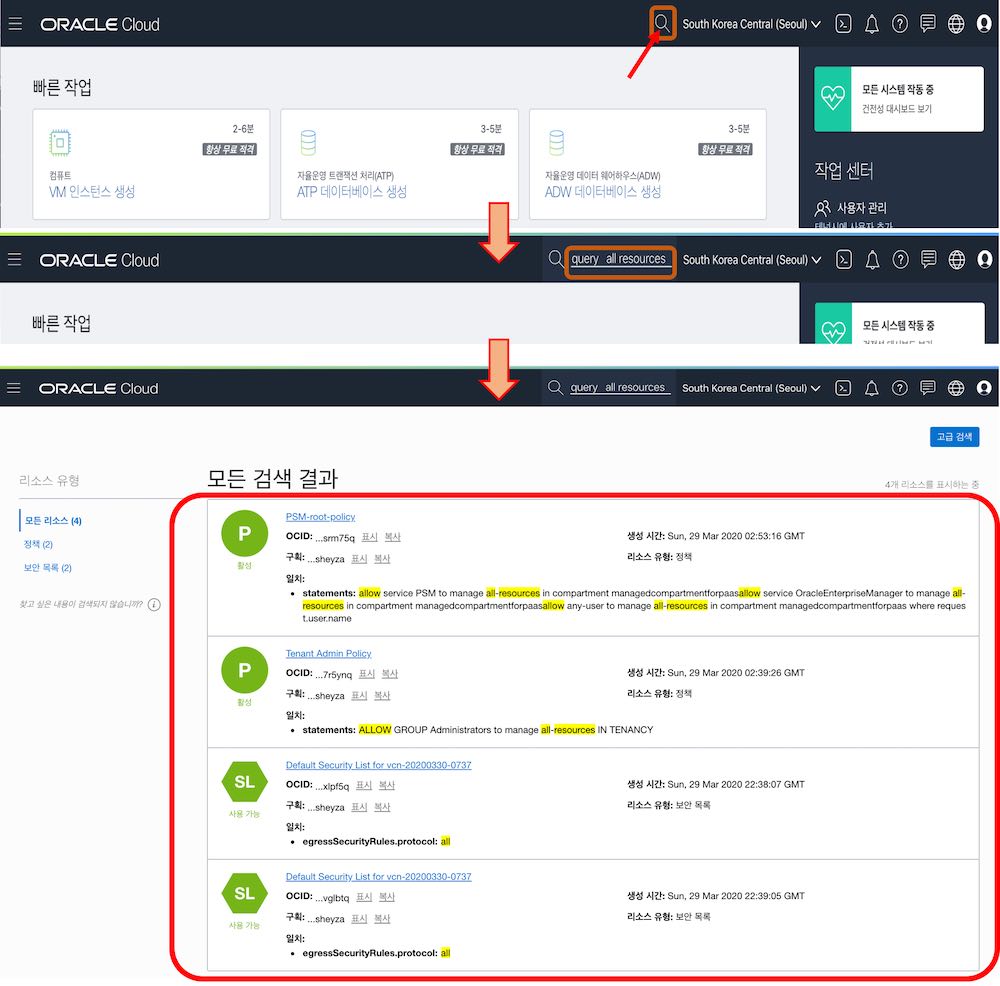 ORACLE Cloud
South Korea Central (Seoul)
빠른 작업
2-6분
항상 무료 적격
컴퓨트
VM 인스턴스 생성
3-5분
항상 무료 적격
자율운영 트랜잭션 처리(ATP)
ATP 데이터베이스 생성
3-5분
항상 무료 적격
자율운영 데이터 웨어하우스(ADW)
ADW 데이터베이스 생성
모든 시스템 작동 중
건전성 대시보드 보기
작업 센터
사용자 관리
테넌시에 사용자 추가
ORACLE Cloud
query all resources
South Korea Central (Seoul)
빠른 작업
모든 시스템 작동 중
ORACLE Cloud
query all resources
South Korea Central (Seoul)
고급 검색
리소스 유형
모든 리소스 (4)
정책 (2)
보안 목록 (2)
찾고 싶은 내용이 검색되지 않습니까?
모든 검색 결과
4개 리소스를 표시하는 중
P
활성
PSM-root-policy
OCID: ...srm75q 표시 복사
구획: ...sheyza 표시 복사
생성 시간: Sun, 29 Mar 2020 02:53:16 GMT
리소스 유형: 정책
일치:
statements: allow service PSM to manage all-resources in compartment managedcompartmentforpaasallow service OracleEnterpriseManager to manage all-
resources in compartment managedcompartmentforpaasallow any-user to manage all-resources in compartment managedcompartmentforpaas where reques
t.user.name
P
활성
Tenant Admin Policy
OCID: ...7r5ynq 표시 복사
구획: ...sheyza 표시 복사
생성 시간: Sun, 29 Mar 2020 02:39:26 GMT
리소스 유형: 정책
일치:
statements: ALLOW GROUP Administrators to manage all-resources IN TENANCY
SL
사용 가능
Default Security List for vcn-20200330-0737
OCID: ...xlpf5q 표시 복사
구획: ...sheyza 표시 복사
생성 시간: Sun, 29 Mar 2020 22:38:07 GMT
리소스 유형: 보안 목록
일치:
egressSecurityRules.protocol: all
SL
사용 가능
Default Security List for vcn-20200330-0737
OCID: ...vglbtq 표시 복사
구획: ...sheyza 표시 복사
생성 시간: Sun, 29 Mar 2020 22:39:05 GMT
리소스 유형: 보안 목록
일치:
egressSecurityRules.protocol: all